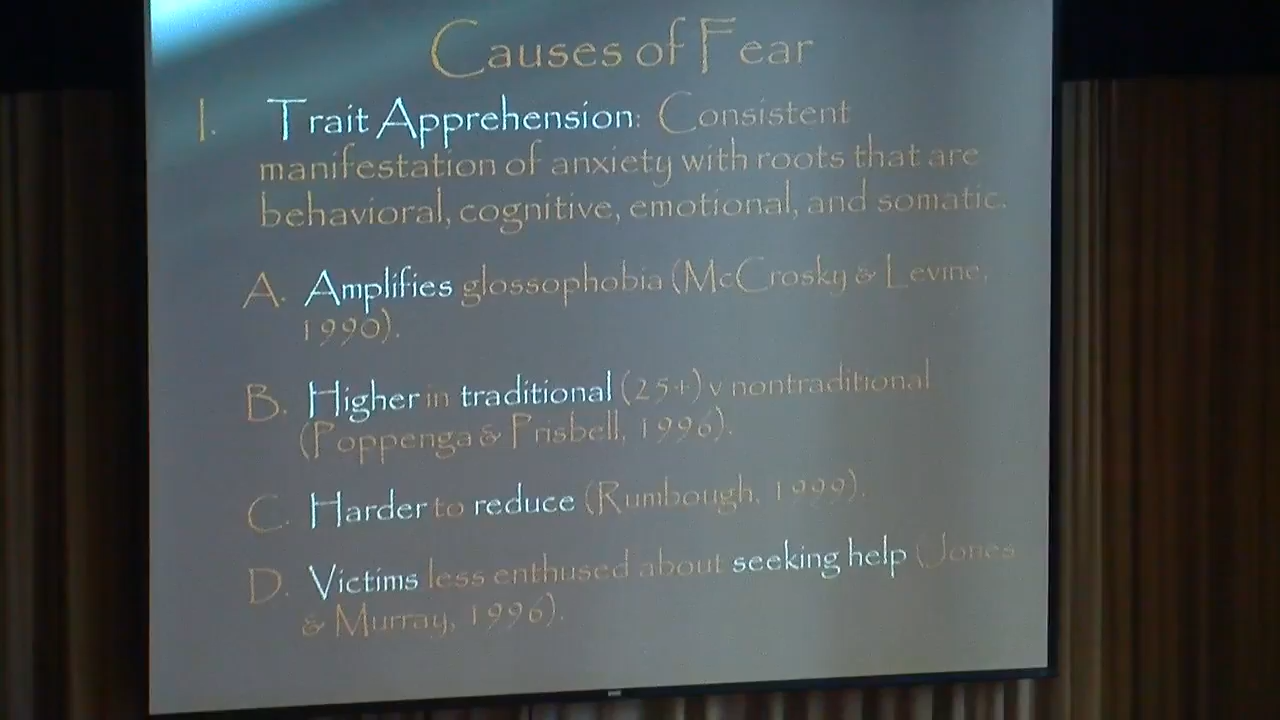 Causes of Fear
I. Trait Apprehension: Consistent
manifestation of anxiety with roots that are
behavioral, cognitive, emotional, and somatic.
A. Amplifies glossophobia (McCrosky & Levine,
1990).
B. Higher in traditional (25+) v nontraditional
(Poppenga & Prisbell, 1996).
C. Harder to reduce (Rumbough, 1999).
D. Victims less enthused about seeking help (Jones
& Murray, 1996).